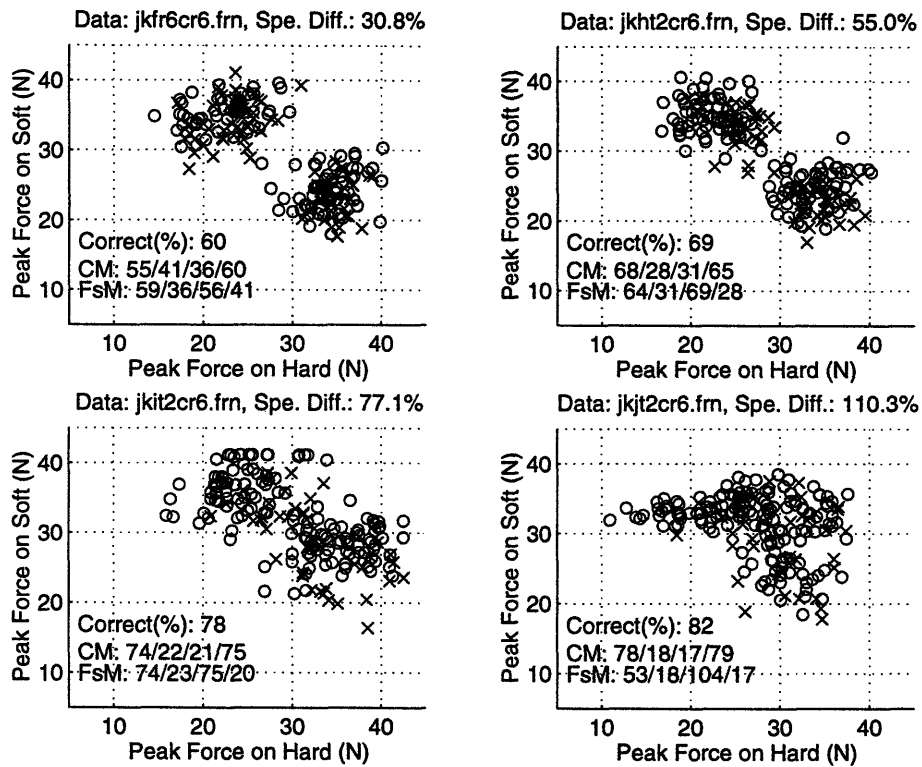 Data: jkfr6cr6.frn, Spe. Diff.: 30.8%
Peak Force on Soft (N)
40
30
20
10
Correct(%): 60
CM: 55/41/36/60
FsM: 59/36/56/41
10 20 30 40
Peak Force on Hard (N)
Data: jkht2cr6.frn, Spe. Diff.: 55.0%
Peak Force on Soft (N)
40
30
20
10
Correct(%): 69
CM: 68/28/31/65
FsM: 64/31/69/28
10 20 30 40
Peak Force on Hard (N)
Data: jkit2cr6.frn, Spe. Diff.: 77.1%
Peak Force on Soft (N)
40
30
20
10
Correct(%): 78
CM: 74/22/21/75
FsM: 74/23/75/20
10 20 30 40
Peak Force on Hard (N)
Data: jkjt2cr6.frn, Spe. Diff.: 110.3%
Peak Force on Soft (N)
40
30
20
10
Correct(%): 82
CM: 78/18/17/79
FsM: 53/18/104/17
10 20 30 40
Peak Force on Hard (N)